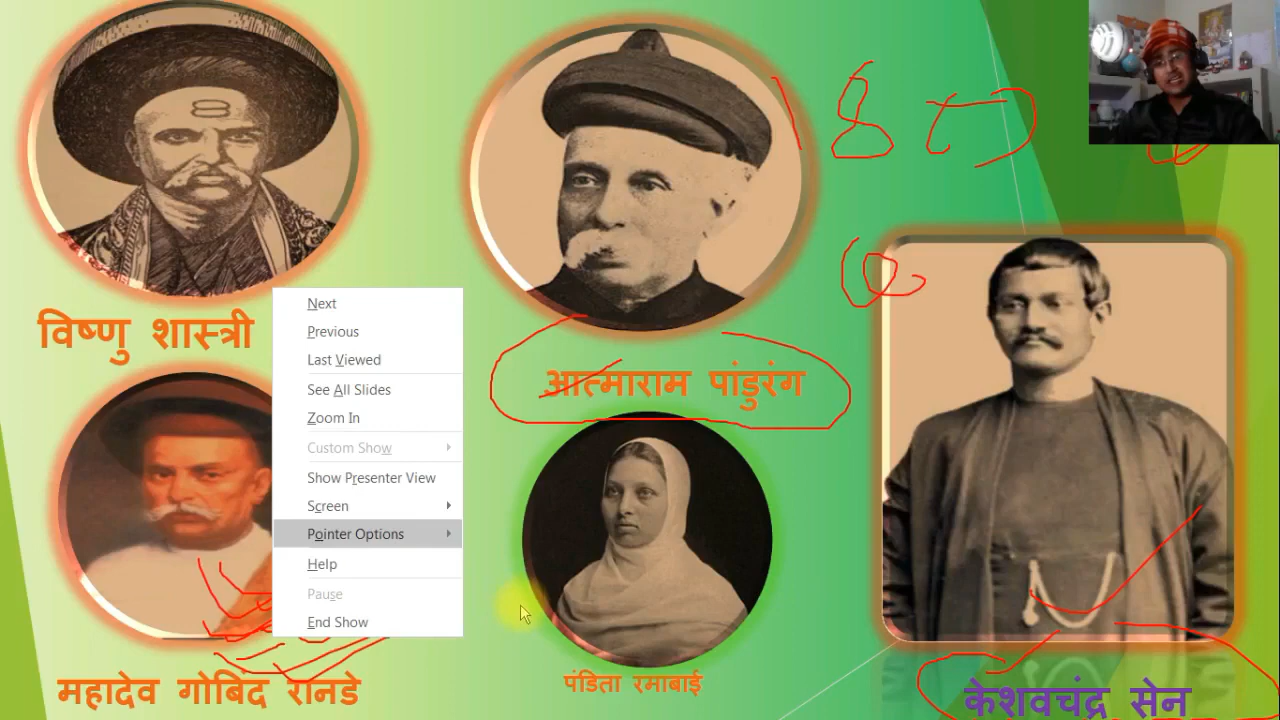 विष्णु शास्त्री
आत्माराम पांडुरंग
महादेव गोबिंद रानडे
पंडिता रमाबाई
केशवचंद्र सेन
Next
Previous
Last Viewed
See All Slides
Zoom In
Custom Show
Show Presenter View
Screen
Pointer Options
Help
Pause
End Show